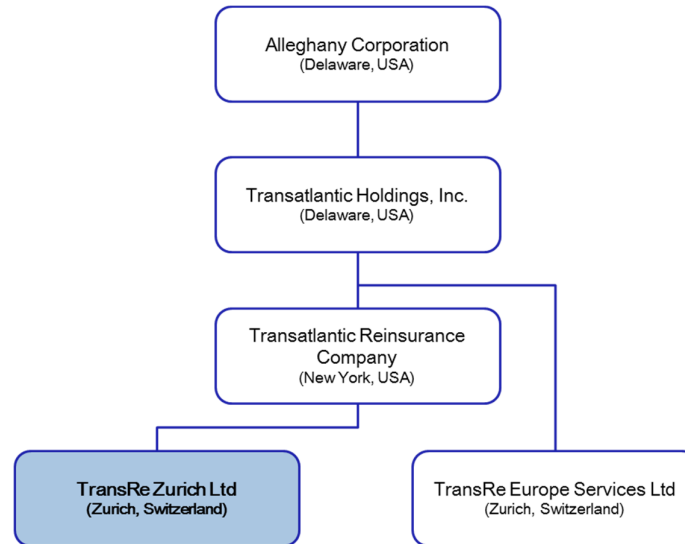 Alleghany Corporation
(Delaware, USA)
Transatlantic Holdings, Inc.
(Delaware, USA)
Transatlantic Reinsurance
Company
(New York, USA)
TransRe Zurich Ltd
(Zurich, Switzerland)
TransRe Europe Services Ltd
(Zurich, Switzerland)